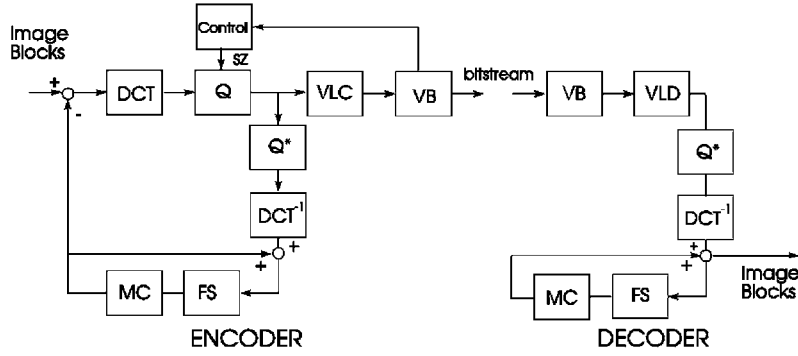 Image
Blocks
Control
SZ
+
-
DCT
Q
VLC
VB
bitstream
VB
VLD
Q*
Q*
DCT-1
DCT-1
+
+
+
+
MC
FS
MC
FS
Image
Blocks
ENCODER
DECODER